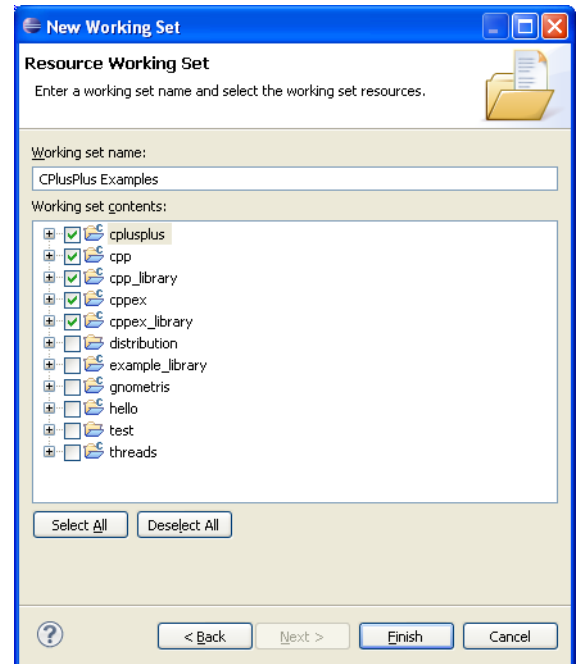 New Working Set
Resource Working Set
Enter a working set name and select the working set resources.
Working set name:
CPlusPlus Examples
Working set contents:
cplusplus
cpp
cpp_library
cppex
cppex_library
distribution
example_library
gnometris
hello
test
threads
Select All Deselect All
? < Back Next > Finish Cancel